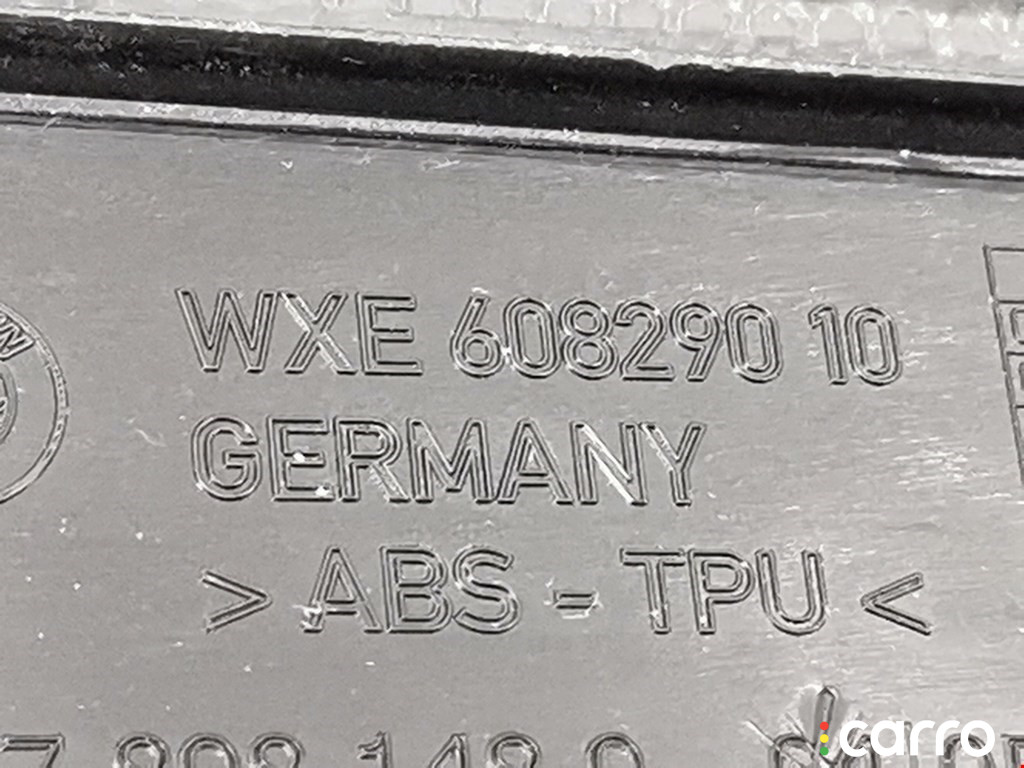 WXE 608290 10
GERMANY
> ABS - TPU <
carro